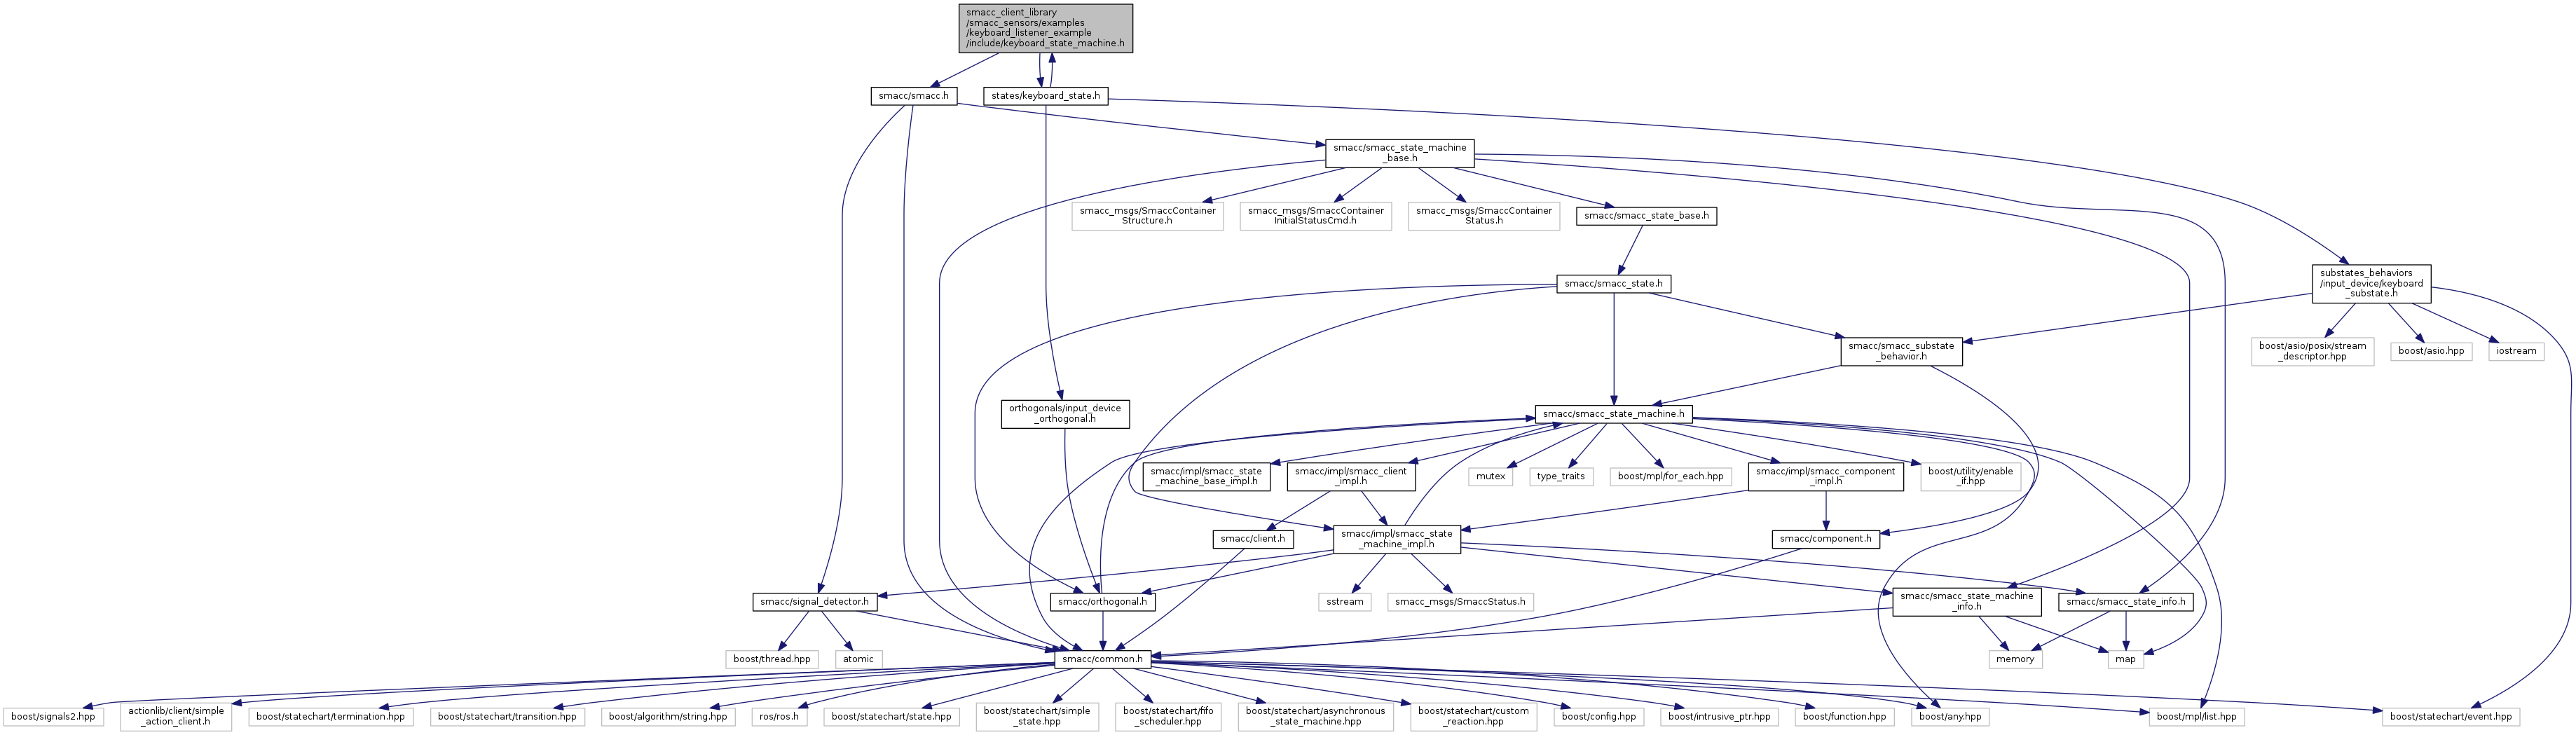 smacc_client_library
/smacc_sensors/examples
/keyboard_listener_example
/include/keyboard_state_machine.h
smacc/smacc.h
states/keyboard_state.h
smacc/smacc_state_machine
_base.h
smacc_msgs/SmaccContainer
Structure.h
smacc_msgs/SmaccContainer
InitialStatusCmd.h
smacc_msgs/SmaccContainer
Status.h
smacc/smacc_state_base.h
smacc/smacc_state.h
substates_behaviors
/input_device/keyboard
_substate.h
smacc/smacc_substate
_behavior.h
boost/asio/posix/stream
_descriptor.hpp
boost/asio.hpp
iostream
orthogonals/input_device
_orthogonal.h
smacc/smacc_state_machine.h
smacc/impl/smacc_state
_machine_base_impl.h
smacc/impl/smacc_client
_impl.h
mutex
type_traits
boost/mpl/for_each.hpp
smacc/impl/smacc_component
_impl.h
boost/utility/enable
_if.hpp
smacc/client.h
smacc/impl/smacc_state
_machine_impl.h
smacc/component.h
smacc/signal_detector.h
smacc/orthogonal.h
sstream
smacc_msgs/SmaccStatus.h
smacc/smacc_state_machine
_info.h
smacc/smacc_state_info.h
boost/thread.hpp
atomic
smacc/common.h
memory
map
boost/signals2.hpp
actionlib/client/simple
_action_client.h
boost/statechart/termination.hpp
boost/statechart/transition.hpp
boost/algorithm/string.hpp
ros/ros.h
boost/statechart/state.hpp
boost/statechart/simple
_state.hpp
boost/statechart/fifo
_scheduler.hpp
boost/statechart/asynchronous
_state_machine.hpp
boost/statechart/custom
_reaction.hpp
boost/config.hpp
boost/intrusive_ptr.hpp
boost/function.hpp
boost/any.hpp
boost/mpl/list.hpp
boost/statechart/event.hpp